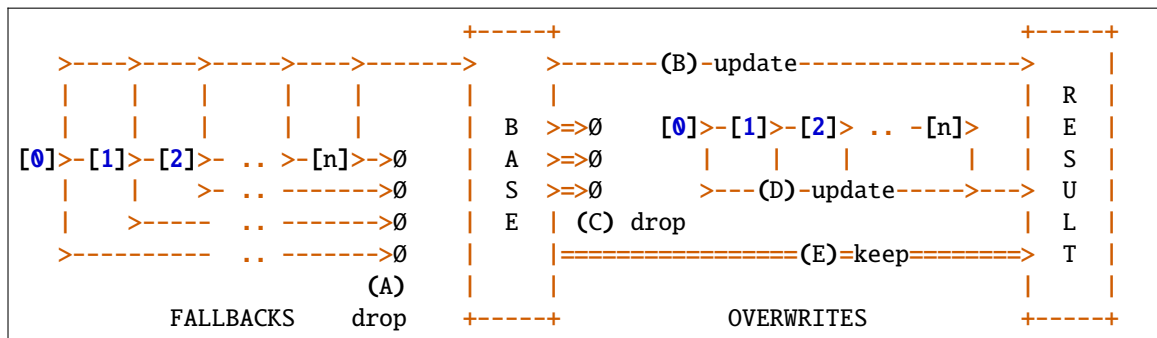 +-----+                                       +-----+
    >---->---->----->---->------->     >-------(B)-update---------------->     |
    |    |    |     |    |       |     |                                 |     |
    |    |    |     |    |       |  B  >=>Ø    [0]>-[1]>-[2]> .. -[n]>   |  R  |
[0]>-[1]>-[2]>- .. >-[n]>->Ø    |  A  >=>Ø       |    |    |       |    |  E  |
              >- .. ------->Ø    |  S  >=>Ø       >---(D)-update----->--->  S  |
    |    >----- .. ------->Ø     |  E  | (C) drop                        |  U  |
    >---------- .. ------->Ø     |     |=================(E)=keep========>  L  |
                         (A)     |     |                                 |  T  |
          FALLBACKS    drop    +-----+            OVERWRITES           +-----+